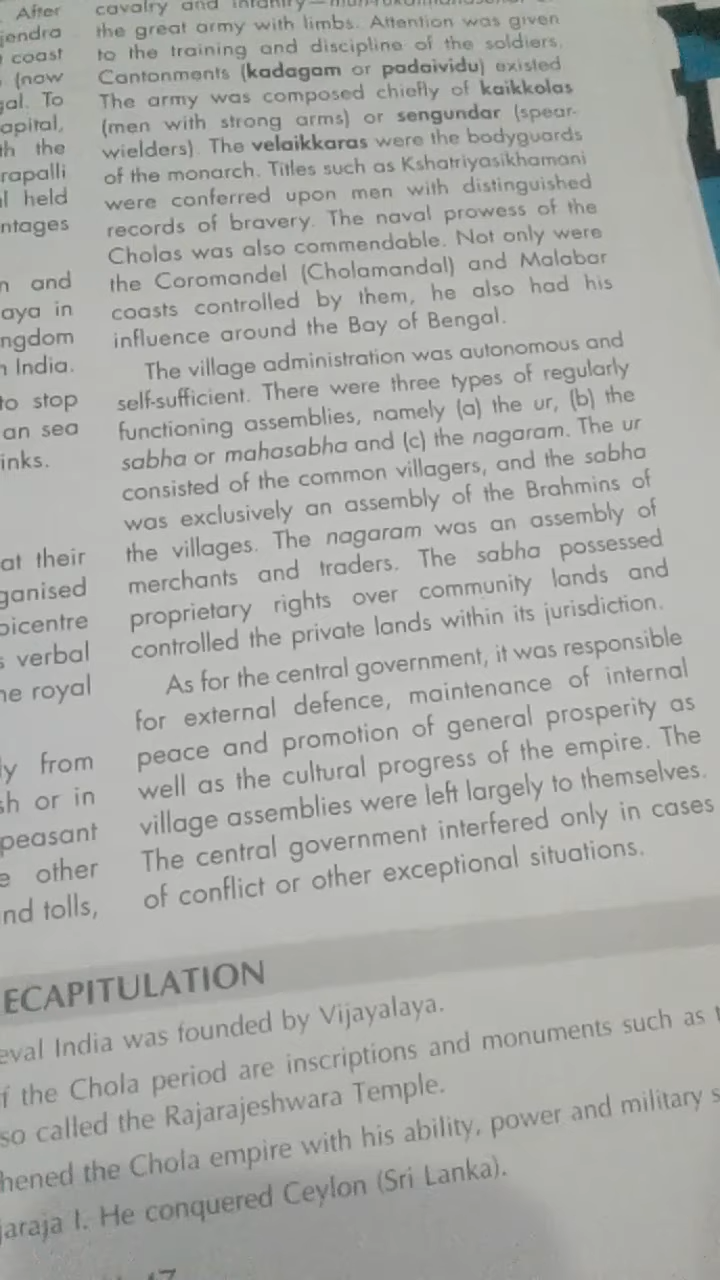 After
jendra
coast
(now
gal. To
apital,
th the
rapalli
al held
ntages
n and
aya in
ngdom
n India.
to stop
an sea
inks.
at their
ganised
picentre
s verbal
ne royal
ly from
sh or in
peasant
e other
nd tolls,
cavalry and infantry
the great army with limbs. Attention was given
to the training and discipline of the soldiers.
Cantonments (kadagam or padaividu) existed
The army was composed chiefly of kaikkolas
(men with strong arms) or sengundar (spear-
wielders). The velaikkaras were the bodyguards
of the monarch. Titles such as Kshatriyasikhamani
were conferred upon men with distinguished
records of bravery. The naval prowess of the
Cholas was also commendable. Not only were
the Coromandel (Cholamandal) and Malabar
coasts controlled by them, he also had his
influence around the Bay of Bengal.
The village administration was autonomous and
self-sufficient. There were three types of regularly
functioning assemblies, namely (a) the ur, (b) the
sabha or mahasabha and (c) the nagaram. The ur
consisted of the common villagers, and the sabha
was exclusively an assembly of the Brahmins of
the villages. The nagaram was an assembly of
merchants and traders. The sabha possessed
proprietary rights over community lands and
controlled the private lands within its jurisdiction.
As for the central government, it was responsible
for external defence, maintenance of internal
peace and promotion of general prosperity as
well as the cultural progress of the empire. The
village assemblies were left largely to themselves.
The central government interfered only in cases
of conflict or other exceptional situations.
ECAPITULATION
eval India was founded by Vijayalaya.
f the Chola period are inscriptions and monuments such as t
so called the Rajarajeshwara Temple.
hened the Chola empire with his ability, power and military s
jaraja I. He conquered Ceylon (Sri Lanka).